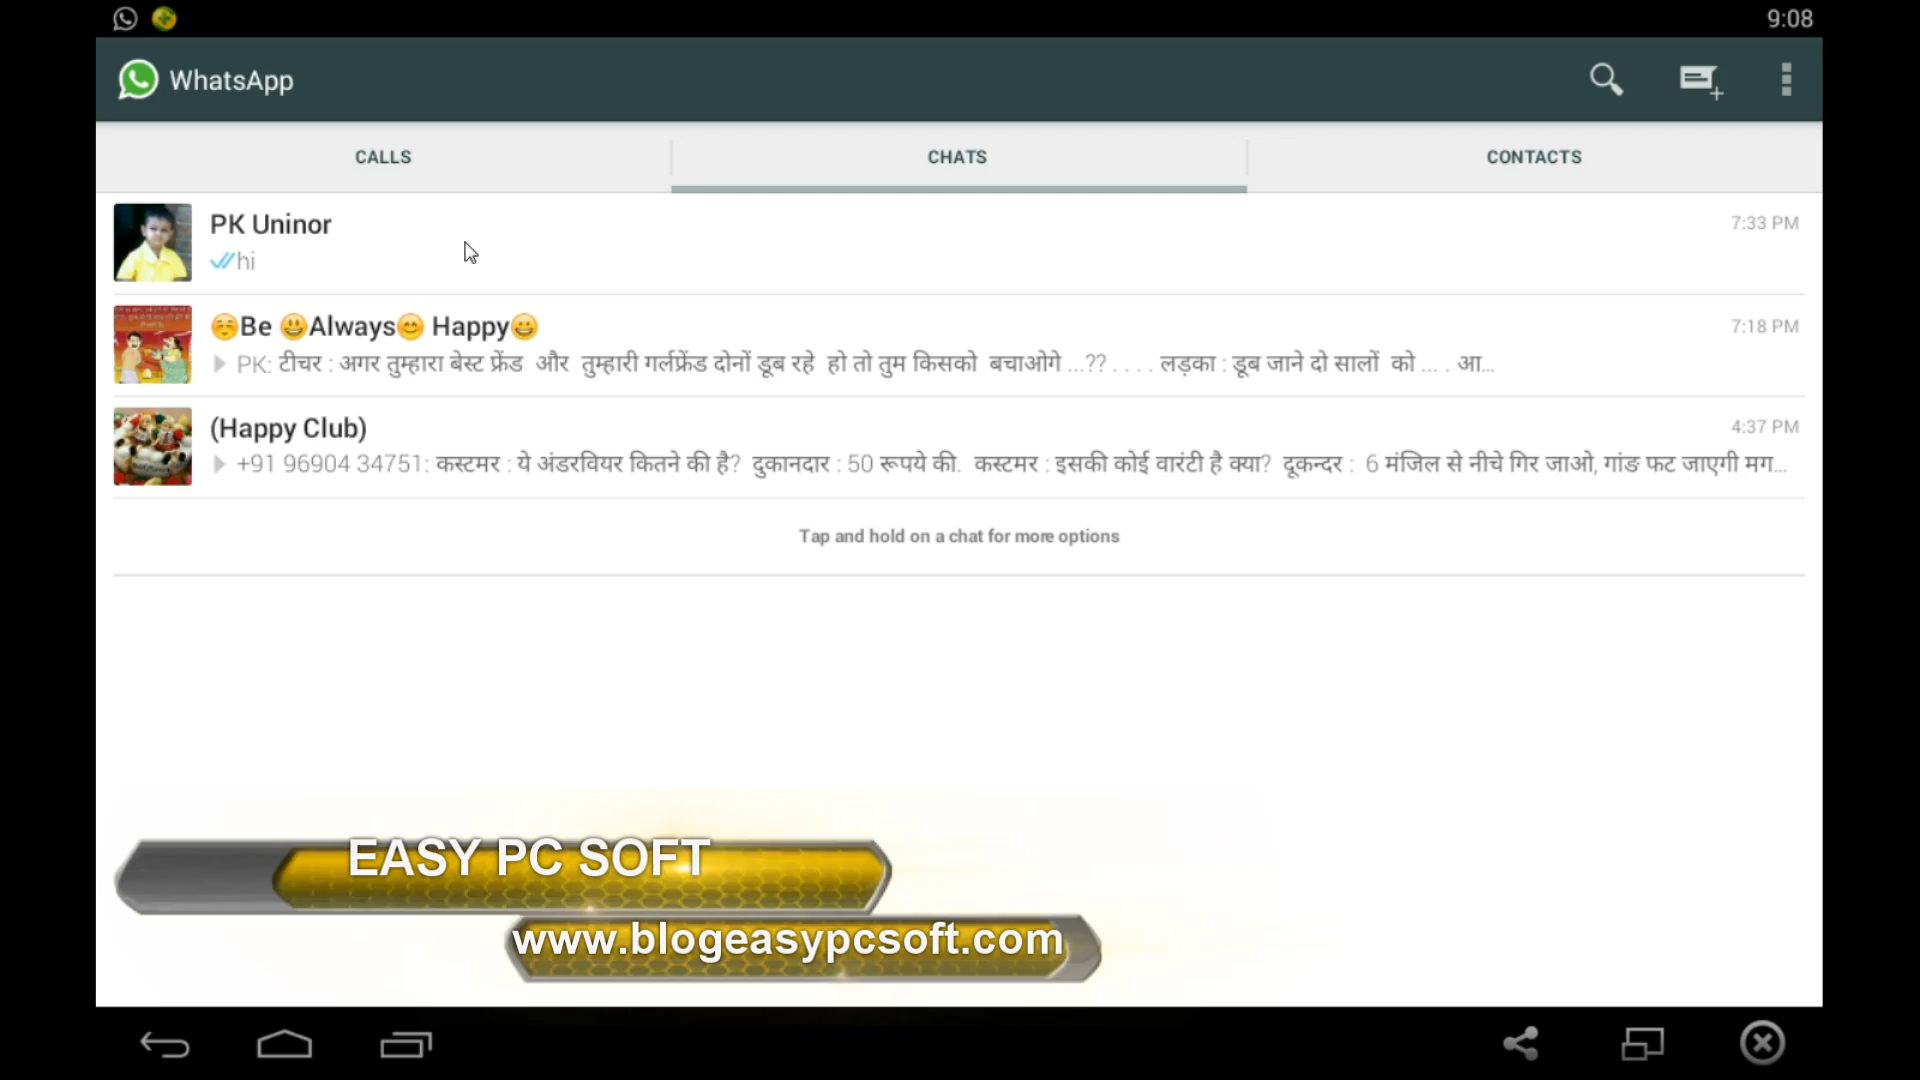 9:08
WhatsApp
CALLS
CHATS
CONTACTS
PK Uninor
7:33 PM
hi
☺️Be 😃Always😊 Happy😀
7:18 PM
PK: टीचर : अगर तुम्हारा बेस्ट फ्रेंड और तुम्हारी गर्लफ्रेंड दोनों डूब रहे हो तो तुम किसको बचाओगे ...?? . . . . लड़का : डूब जाने दो सालों को ... . आ...
(Happy Club)
4:37 PM
+91 96904 34751: कस्टमर : ये अंडरवियर कितने की है? दुकानदार : 50 रूपये की. कस्टमर : इसकी कोई वारंटी है क्या? दूकन्दर : 6 मंजिल से नीचे गिर जाओ, गांङ फट जाएगी मग...
Tap and hold on a chat for more options
EASY PC SOFT
www.blogeasypcsoft.com